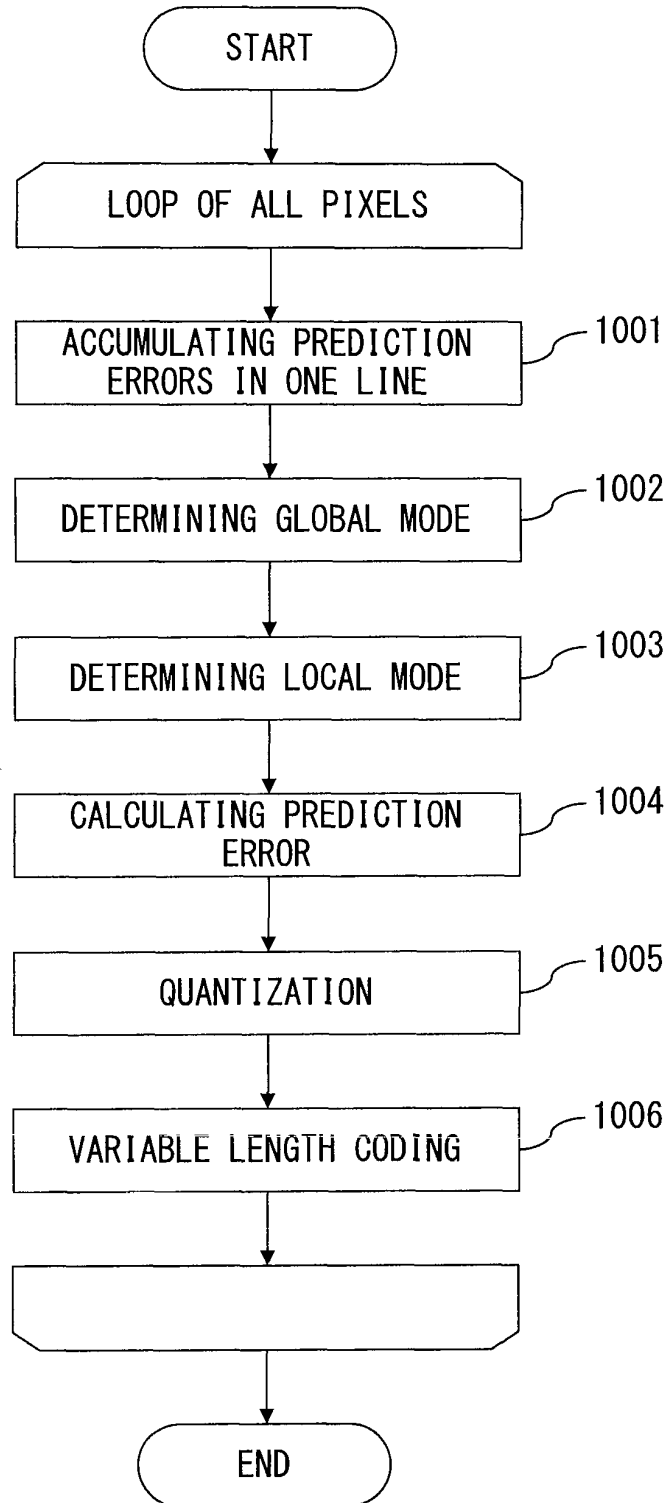 START
LOOP OF ALL PIXELS
1001
ACCUMULATING PREDICTION
ERRORS IN ONE LINE
1002
DETERMINING GLOBAL MODE
1003
DETERMINING LOCAL MODE
1004
CALCULATING PREDICTION
ERROR
1005
QUANTIZATION
1006
VARIABLE LENGTH CODING
END